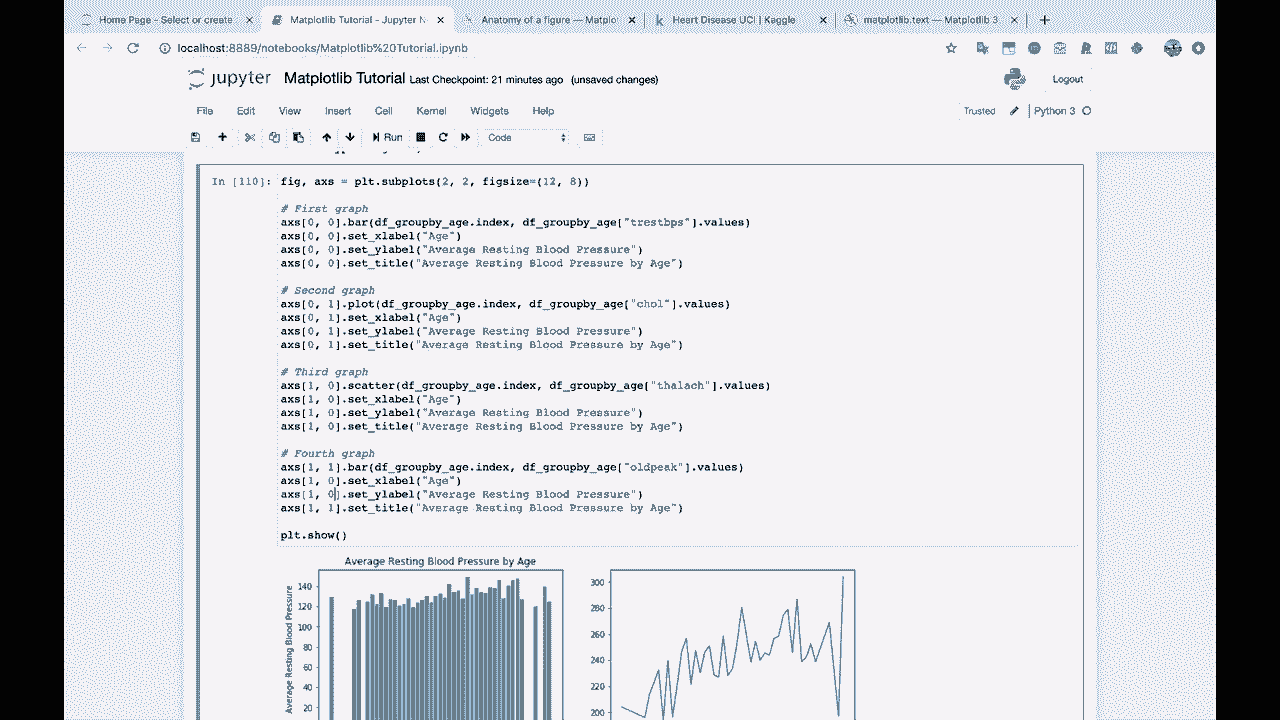 Home Page - Select or create
Matplotlib Tutorial - Jupyter N
Anatomy of a figure — Matplot
Heart Disease UCI | Kaggle
matplotlib.text — Matplotlib 3
localhost:8889/notebooks/Matplotlib%20Tutorial.ipynb
jupyter Matplotlib Tutorial Last Checkpoint: 21 minutes ago (unsaved changes)
Logout
File Edit View Insert Cell Kernel Widgets Help
Trusted Python 3
Run Code
In [110]: fig, axs = plt.subplots(2, 2, figsize=(12, 8))
# First graph
axs[0, 0].bar(df_groupby_age.index, df_groupby_age["trestbps"].values)
axs[0, 0].set_xlabel("Age")
axs[0, 0].set_ylabel("Average Resting Blood Pressure")
axs[0, 0].set_title("Average Resting Blood Pressure by Age")
# Second graph
axs[0, 1].plot(df_groupby_age.index, df_groupby_age["chol"].values)
axs[0, 1].set_xlabel("Age")
axs[0, 1].set_ylabel("Average Resting Blood Pressure")
axs[0, 1].set_title("Average Resting Blood Pressure by Age")
# Third graph
axs[1, 0].scatter(df_groupby_age.index, df_groupby_age["thalach"].values)
axs[1, 0].set_xlabel("Age")
axs[1, 0].set_ylabel("Average Resting Blood Pressure")
axs[1, 0].set_title("Average Resting Blood Pressure by Age")
# Fourth graph
axs[1, 1].bar(df_groupby_age.index, df_groupby_age["oldpeak"].values)
axs[1, 0].set_xlabel("Age")
axs[1, 0].set_ylabel("Average Resting Blood Pressure")
axs[1, 1].set_title("Average Resting Blood Pressure by Age")
plt.show()
Average Resting Blood Pressure by Age
Average Resting Blood Pressure
140
120
100
80
60
40
20
300
280
260
240
220
200